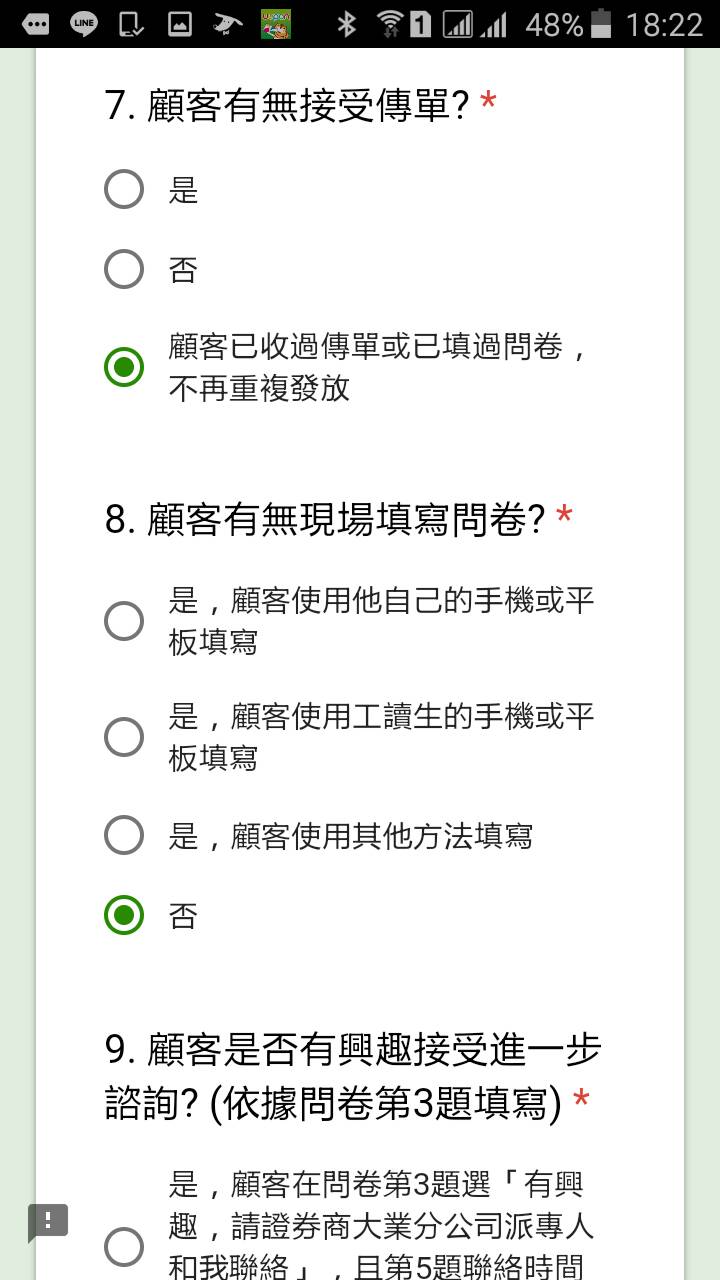 LINE
1
48%
18:22
7. 顧客有無接受傳單? *
是
否
顧客已收過傳單或已填過問卷，
不再重複發放
8. 顧客有無現場填寫問卷? *
是，顧客使用他自己的手機或平
板填寫
是，顧客使用工讀生的手機或平
板填寫
是，顧客使用其他方法填寫
否
9. 顧客是否有興趣接受進一步
諮詢? (依據問卷第3題填寫) *
是，顧客在問卷第3題選「有興
趣，請證券商大業分公司派專人
和我聯絡」，且第5題聯絡時間